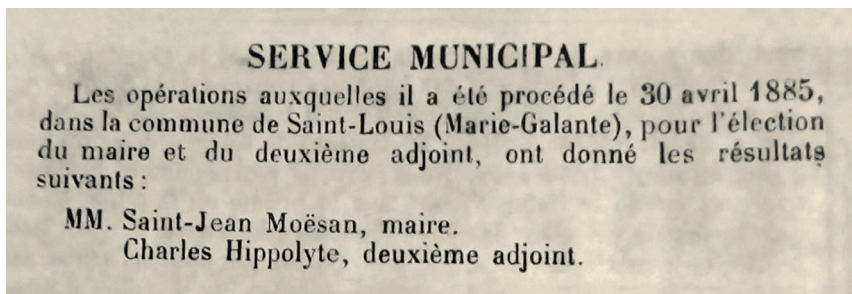 SERVICE MUNICIPAL.
Les opérations auxquelles il a été procédé le 30 avril 1885,
dans la commune de Saint-Louis (Marie-Galante), pour l'élection
du maire et du deuxième adjoint, ont donné les résultats
suivants :
MM. Saint-Jean Moësan, maire.
Charles Hippolyte, deuxième adjoint.